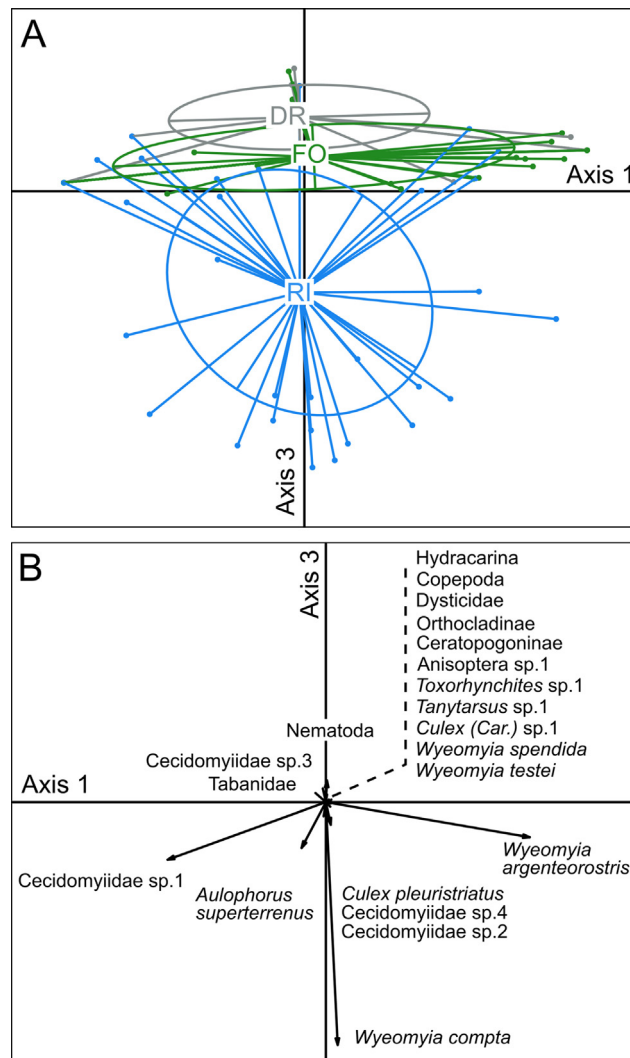 A
DR
FO
Axis 1
RI
Axis 3
B
Axis 3
Hydracarina
Copepoda
Dysticidae
Orthocladinae
Ceratopogoninae
Anisoptera sp.1
Toxorhynchites sp.1
Tanytarsus sp.1
Culex (Car.) sp.1
Wyeomyia spendida
Wyeomyia testei
Nematoda
Cecidomyiidae sp.3
Tabanidae
Axis 1
Wyeomyia
argenteorostris
Cecidomyiidae sp.1
Aulophorus
superterrenus
Culex pleuristriatus
Cecidomyiidae sp.4
Cecidomyiidae sp.2
Wyeomyia compta